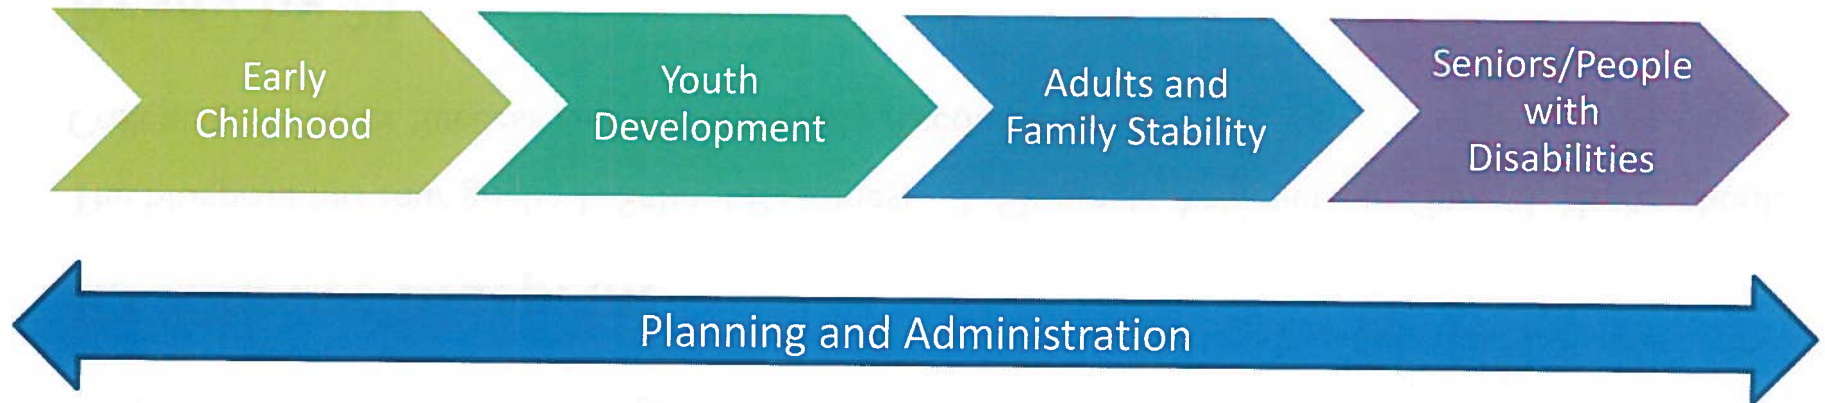 Early
Childhood
Youth
Development
Adults and
Family Stability
Seniors/People
with
Disabilities
Planning and Administration